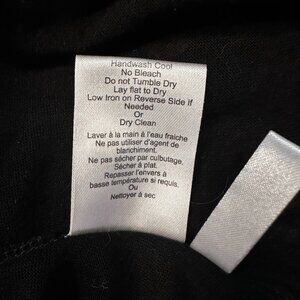 Handwash Cool
No Bleach
Do not Tumble Dry
Lay flat to Dry
Low Iron on Reverse Side If
Needed
Or
Dry Clean
Laver à la main à l'eau fraiche
Ne pas utiliser d'agent de
blanchiment.
Ne pas sécher par culbutage.
Sécher à plat.
Repasser l'envers à
basse température si requis.
Ou
Nettoyer à sec